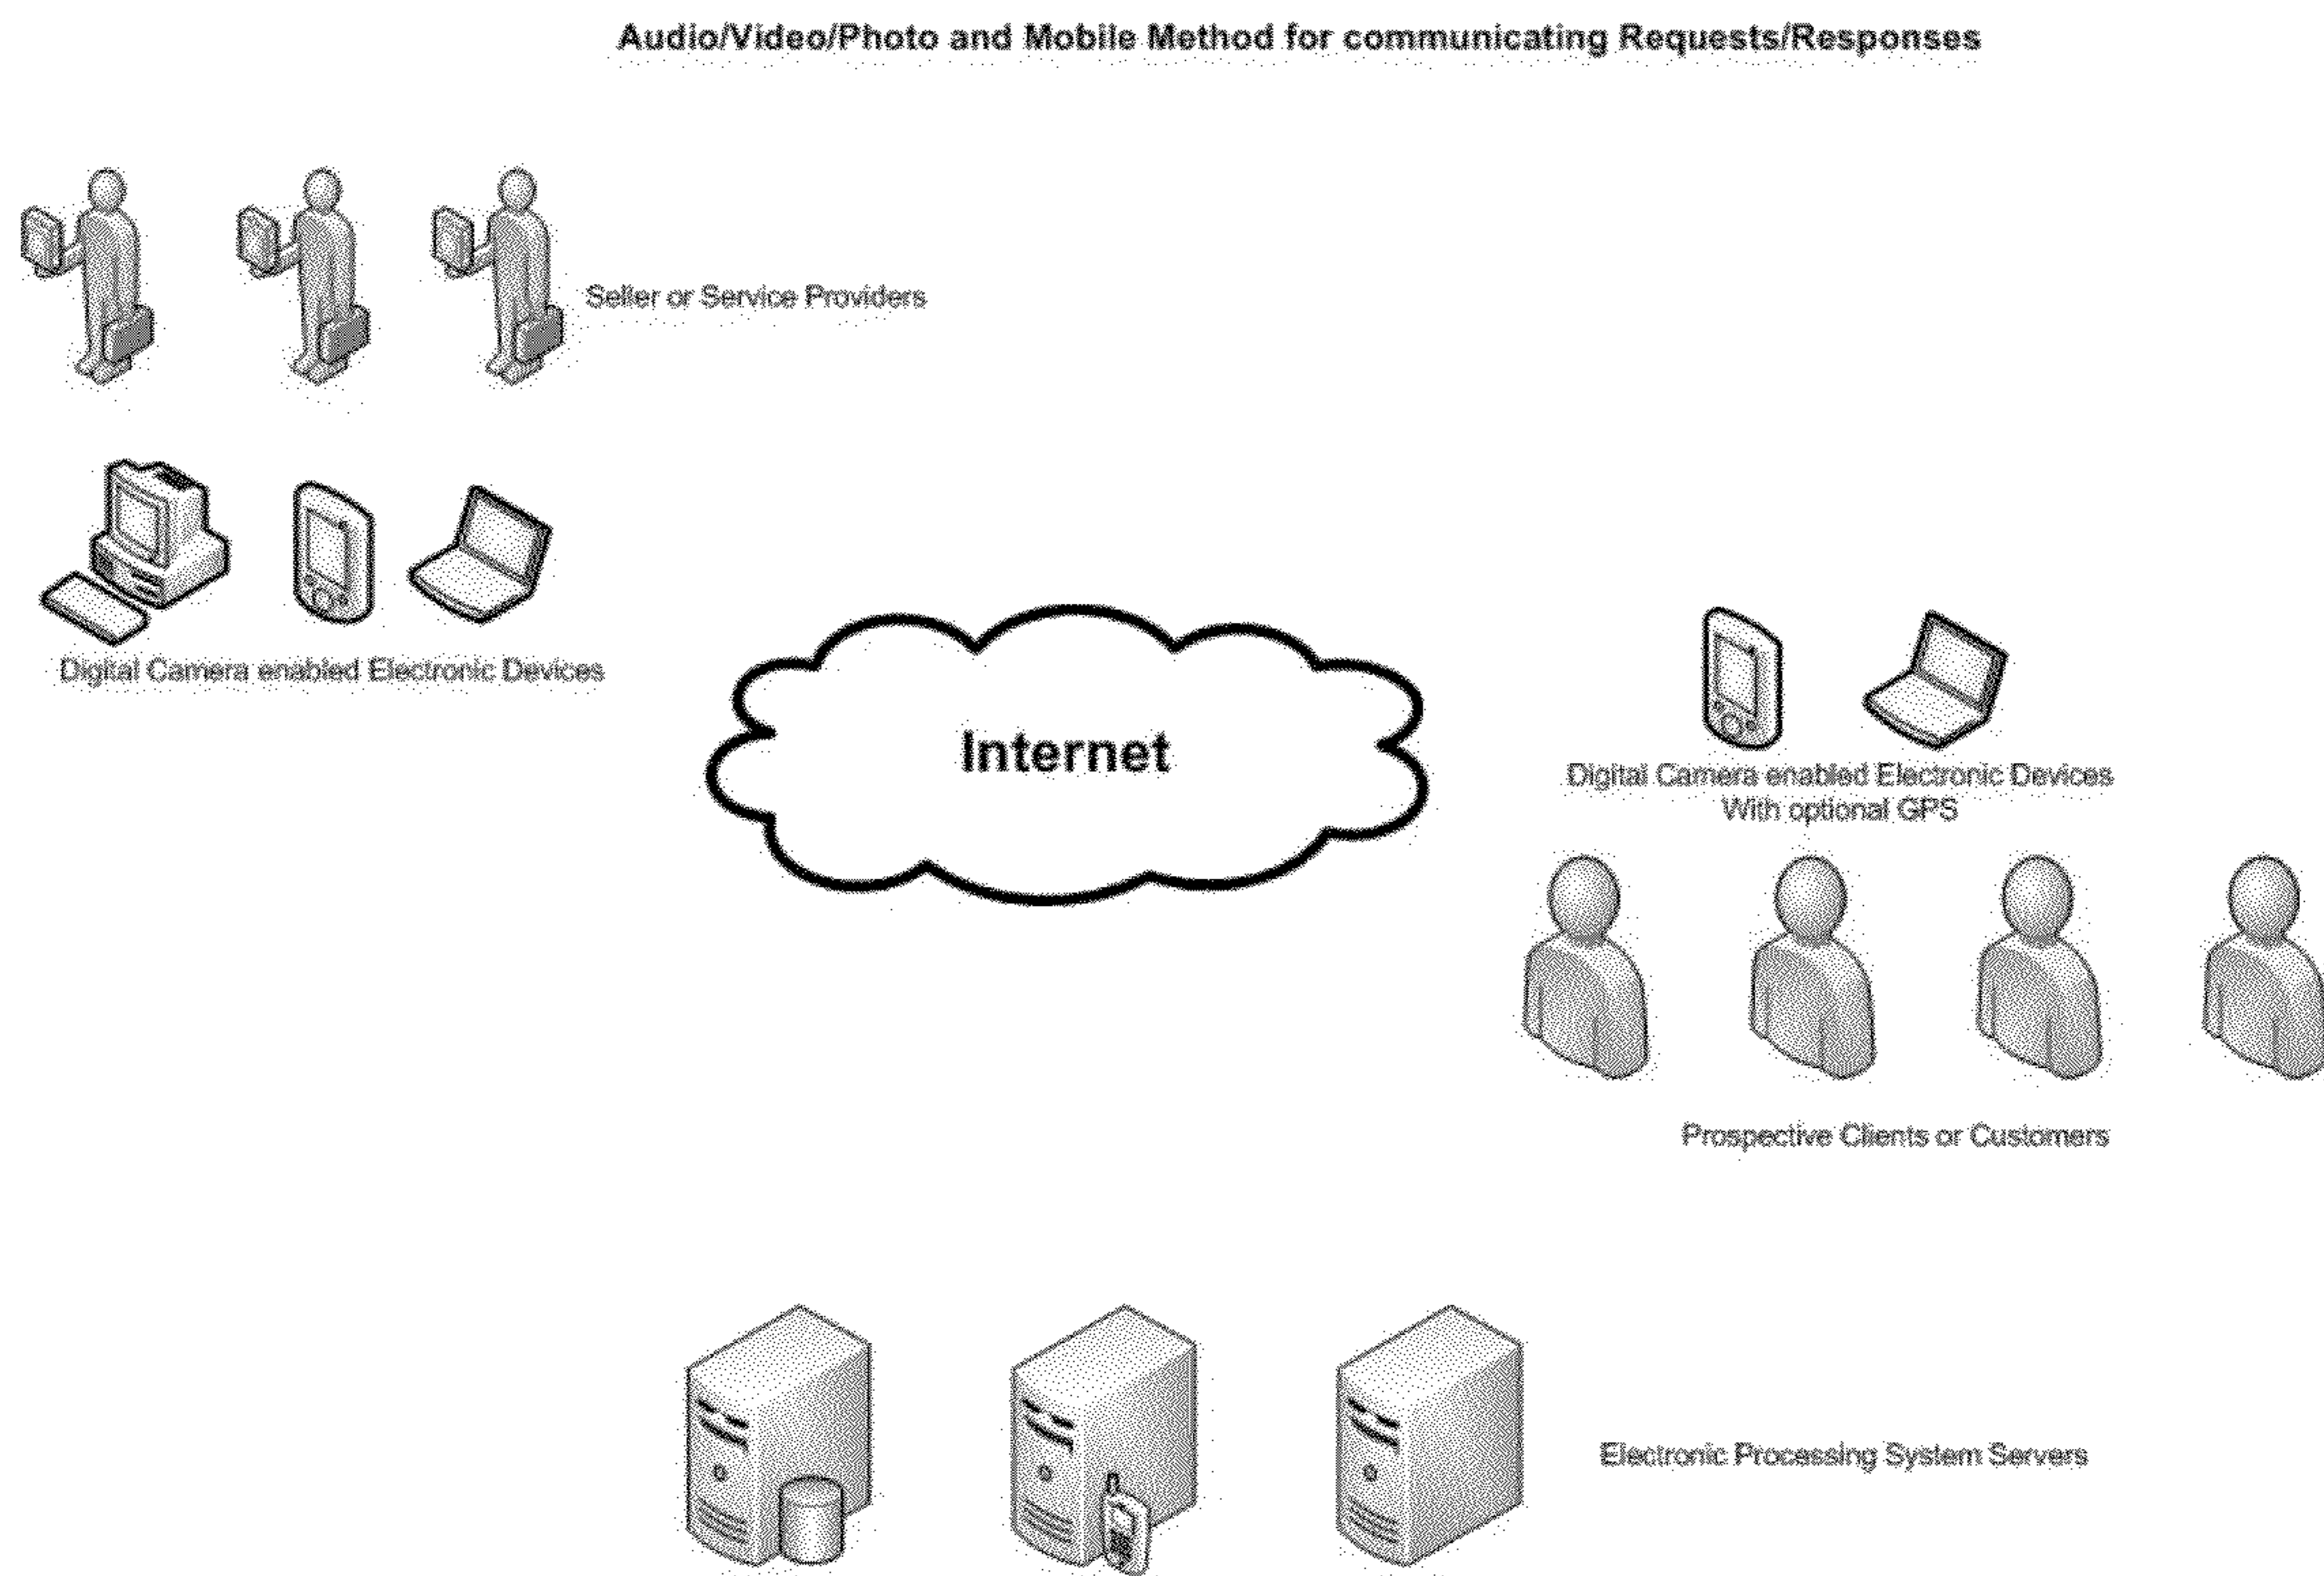 Audio/Video/Photo and Mobile Method for communicating Requests/Responses
Seller or Service Providers
Digital Camera enabled Electronic Devices
Internet
Digital Camera enabled Electronic Devices
With optional GPS
Prospective Clients or Customers
Electronic Processing System Servers